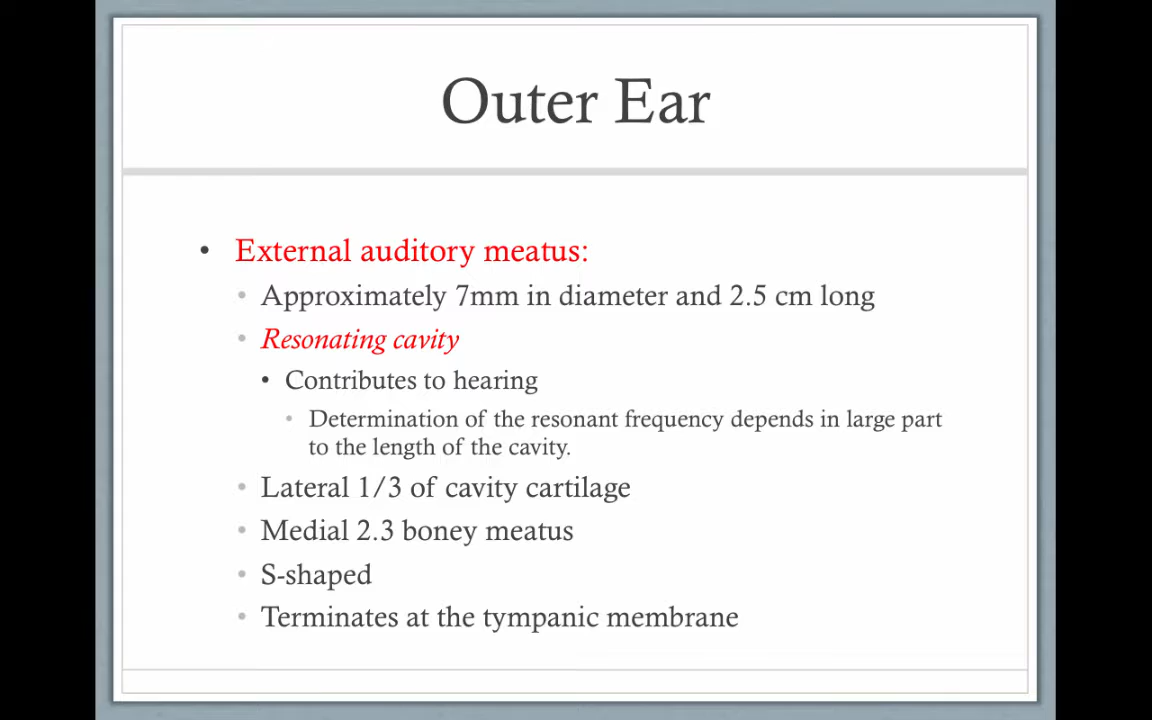 Outer Ear
• External auditory meatus:
• Approximately 7mm in diameter and 2.5 cm long
• Resonating cavity
• Contributes to hearing
• Determination of the resonant frequency depends in large part
to the length of the cavity.
• Lateral 1/3 of cavity cartilage
• Medial 2.3 boney meatus
• S-shaped
• Terminates at the tympanic membrane